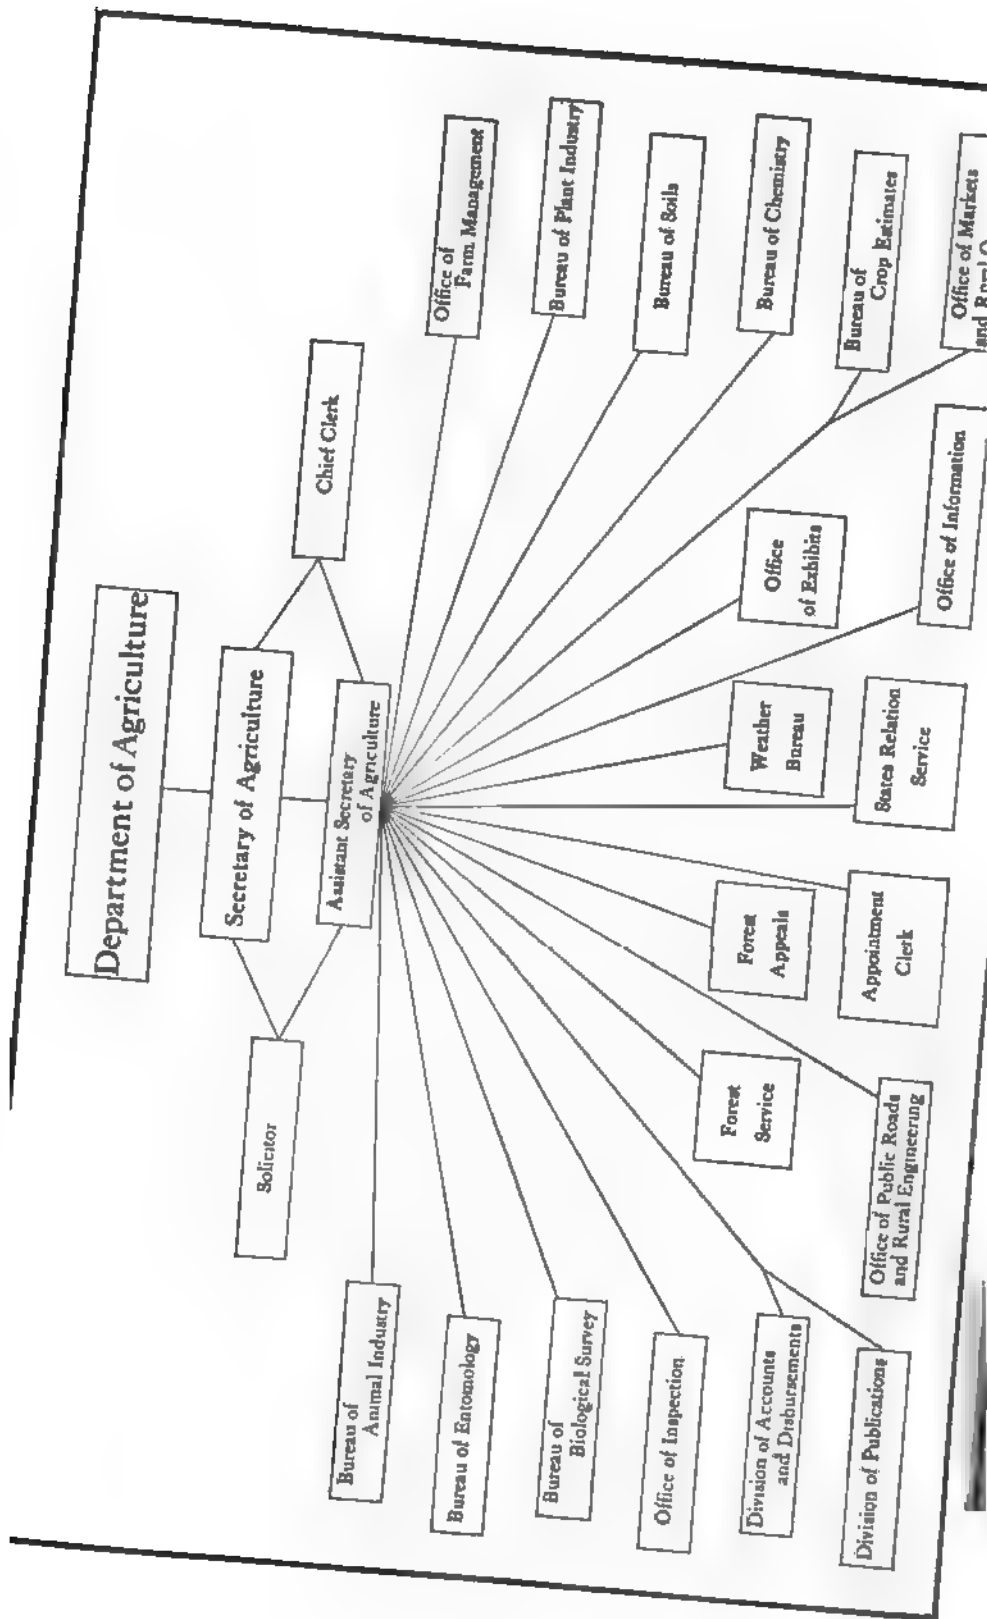 Department of Agriculture
Secretary of Agriculture
Solicitor
Chief Clerk
Assistant Secretary
of Agriculture
Bureau of
Animal Industry
Office of
Farm Management
Bureau of Entomology
Bureau of Plant Industry
Bureau of
Biological Survey
Bureau of Soils
Office of Inspection
Bureau of Chemistry
Division of Accounts
and Disbursements
Bureau of
Crop Estimates
Division of Publications
Office of Markets
and Rural
Forest
Service
Forest
Appeals
Weather
Bureau
Office
of Exhibits
Office of Public Roads
and Rural Engineering
Appointment
Clerk
States Relation
Service
Office of Information